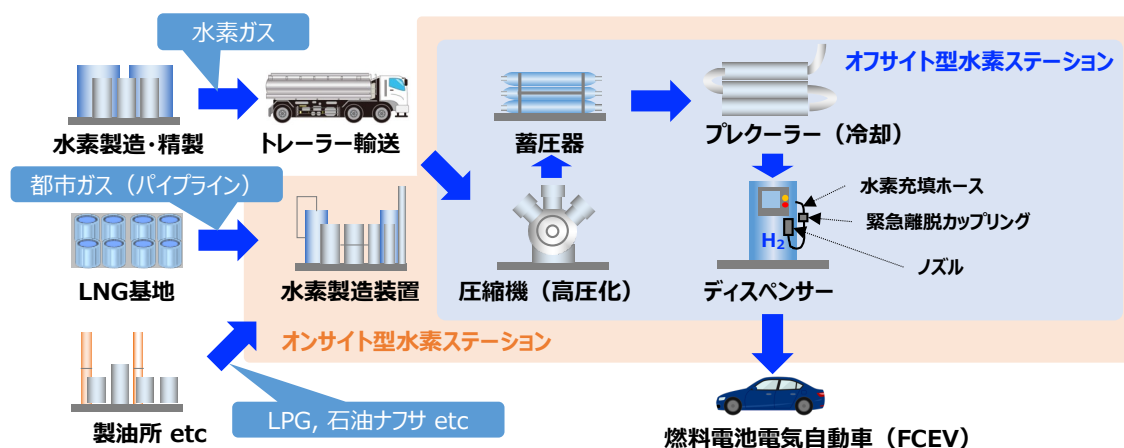 水素ガス
オフサイト型水素ステーション
水素製造・精製
トレーラー輸送
蓄圧器
プレクーラー（冷却）
都市ガス（パイプライン）
水素充填ホース
緊急離脱カップリング
H₂
ノズル
LNG基地
水素製造装置
圧縮機（高圧化）
ディスペンサー
オンサイト型水素ステーション
LPG, 石油ナフサ etc
製油所 etc
燃料電池電気自動車（FCEV）